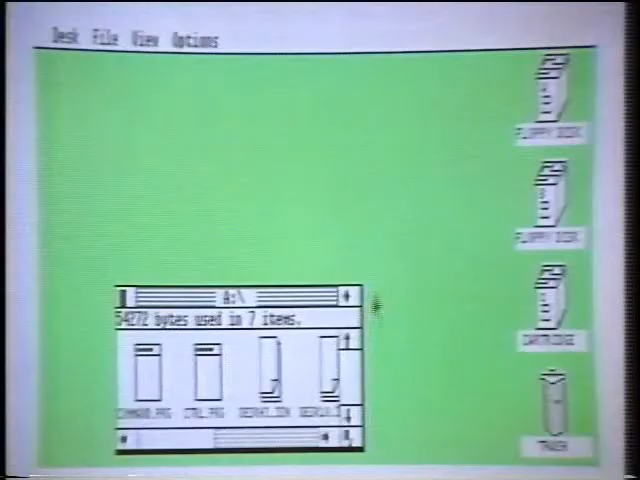 Desk File View Options
FLOPPY DISK
FLOPPY DISK
A:\
54272 bytes used in 7 items.
CARTRIDGE
COMMAND.PRG CTRL.PRG
TRASH